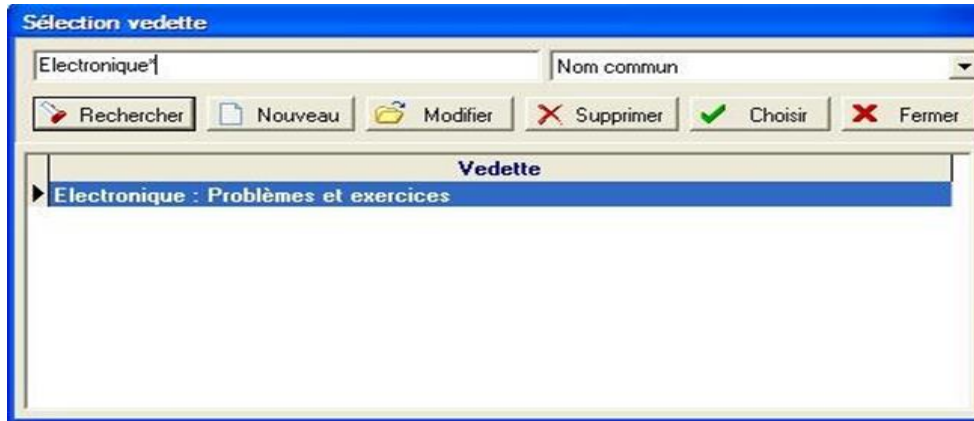 Sélection vedette
Electronique*
Nom commun
Rechercher Nouveau Modifier Supprimer Choisir Fermer
Vedette
Electronique : Problèmes et exercices